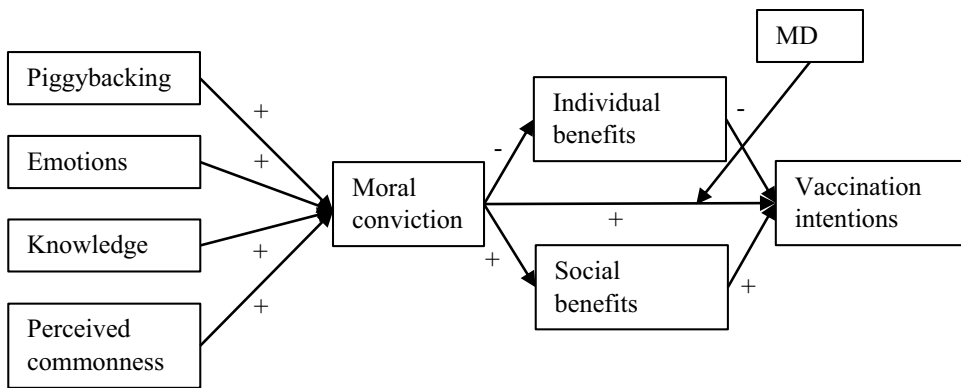 MD
Piggybacking
+
Individual
benefits
-
Emotions
+
-
Moral
conviction
Vaccination
intentions
+
Knowledge
+
+
Social
benefits
+
+
Perceived
commonness